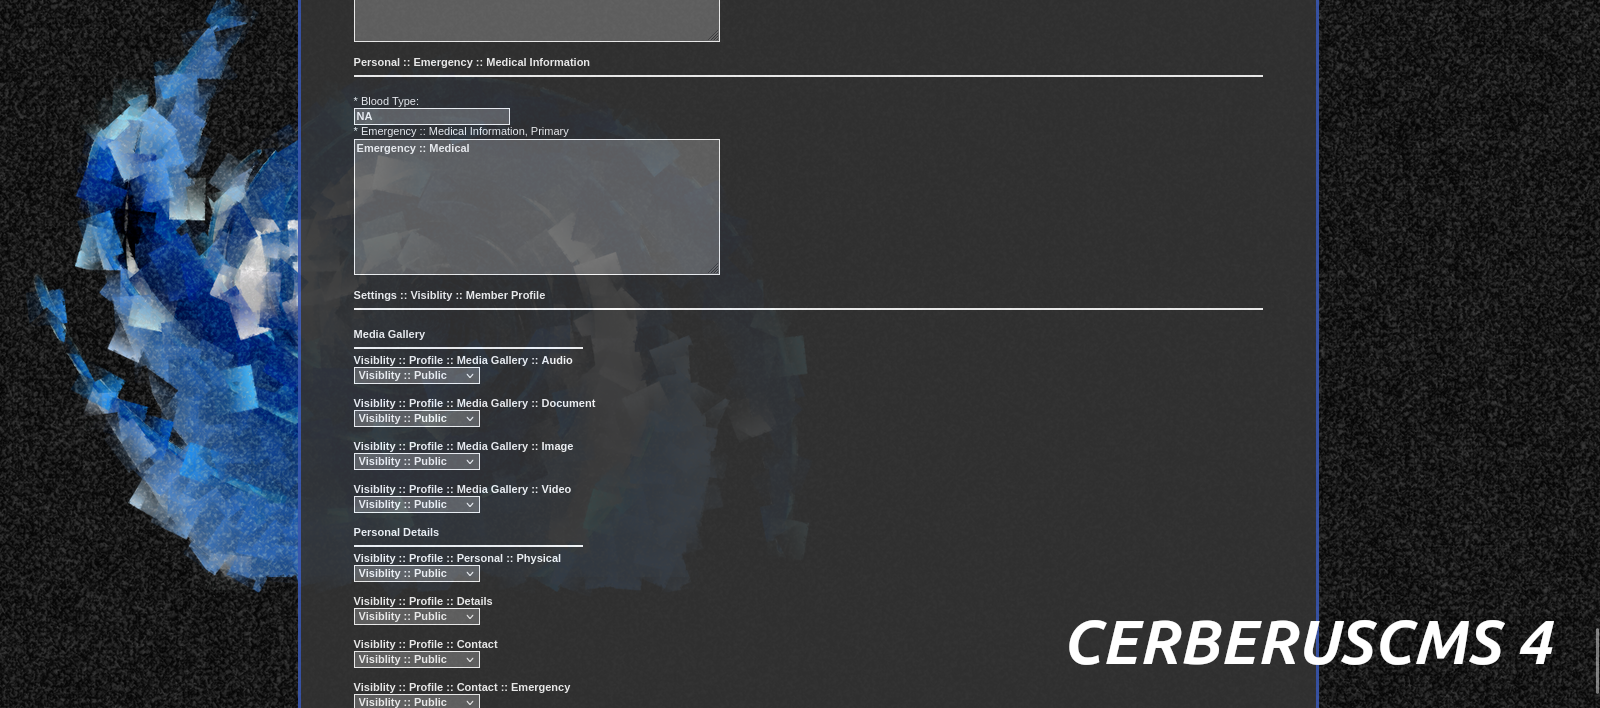 Personal :: Emergency :: Medical Information
* Blood Type:
NA
* Emergency :: Medical Information, Primary
Emergency :: Medical
Settings :: Visiblity :: Member Profile
Media Gallery
Visiblity :: Profile :: Media Gallery :: Audio
Visiblity :: Public
Visiblity :: Profile :: Media Gallery :: Document
Visiblity :: Public
Visiblity :: Profile :: Media Gallery :: Image
Visiblity :: Public
Visiblity :: Profile :: Media Gallery :: Video
Visiblity :: Public
Personal Details
Visiblity :: Profile :: Personal :: Physical
Visiblity :: Public
Visiblity :: Profile :: Details
Visiblity :: Public
Visiblity :: Profile :: Contact
Visiblity :: Public
Visiblity :: Profile :: Contact :: Emergency
Visiblity :: Public
CERBERUSCMS 4